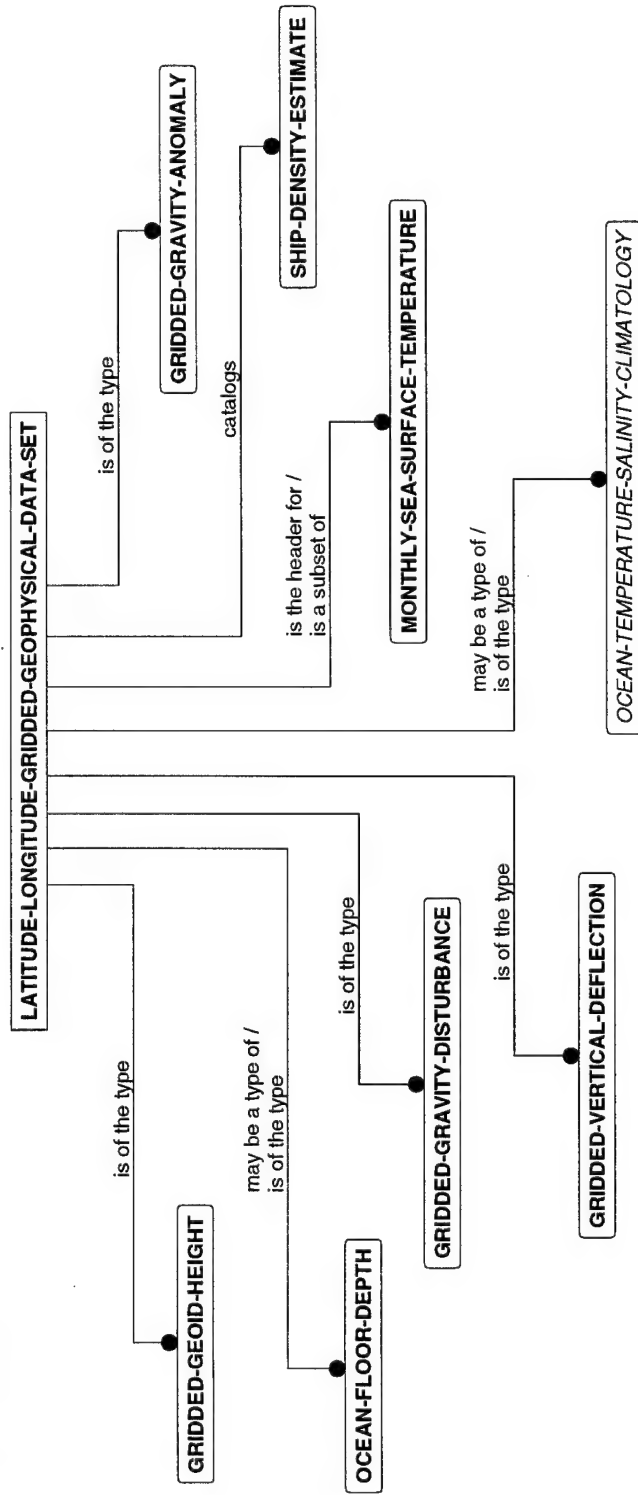 LATITUDE-LONGITUDE-GRIDDED-GEOPHYSICAL-DATA-SET
is of the type
GRIDDED-GEOID-HEIGHT
is of the type
GRIDDED-GRAVITY-ANOMALY
may be a type of /
is of the type
OCEAN-FLOOR-DEPTH
catalogs
SHIP-DENSITY-ESTIMATE
is of the type
GRIDDED-GRAVITY-DISTURBANCE
is the header for /
is a subset of
MONTHLY-SEA-SURFACE-TEMPERATURE
is of the type
GRIDDED-VERTICAL-DEFLECTION
may be a type of /
is of the type
OCEAN-TEMPERATURE-SALINITY-CLIMATOLOGY